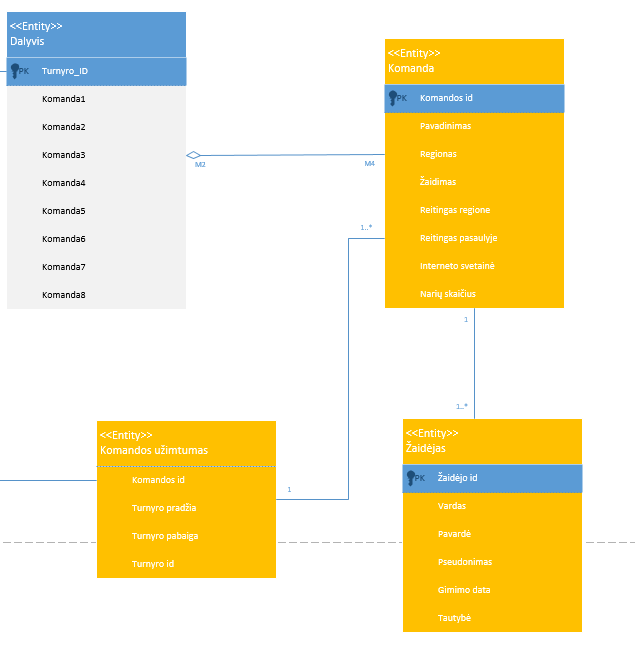 <<Entity>>
Dalyvis
PK Turnyro_ID
Komanda1
Komanda2
Komanda3
Komanda4
Komanda5
Komanda6
Komanda7
Komanda8
M2
M4
<<Entity>>
Komanda
PK Komandos id
Pavadinimas
Regionas
Žaidimas
Reitingas regione
Reitingas pasaulyje
Interneto svetainė
Narių skaičius
1..*
1
1
1..*
<<Entity>>
Komandos užimtumas
Komandos id
Turnyro pradžia
Turnyro pabaiga
Turnyro id
<<Entity>>
Žaidėjas
PK Žaidėjo id
Vardas
Pavardė
Pseudonimas
Gimimo data
Tautybė